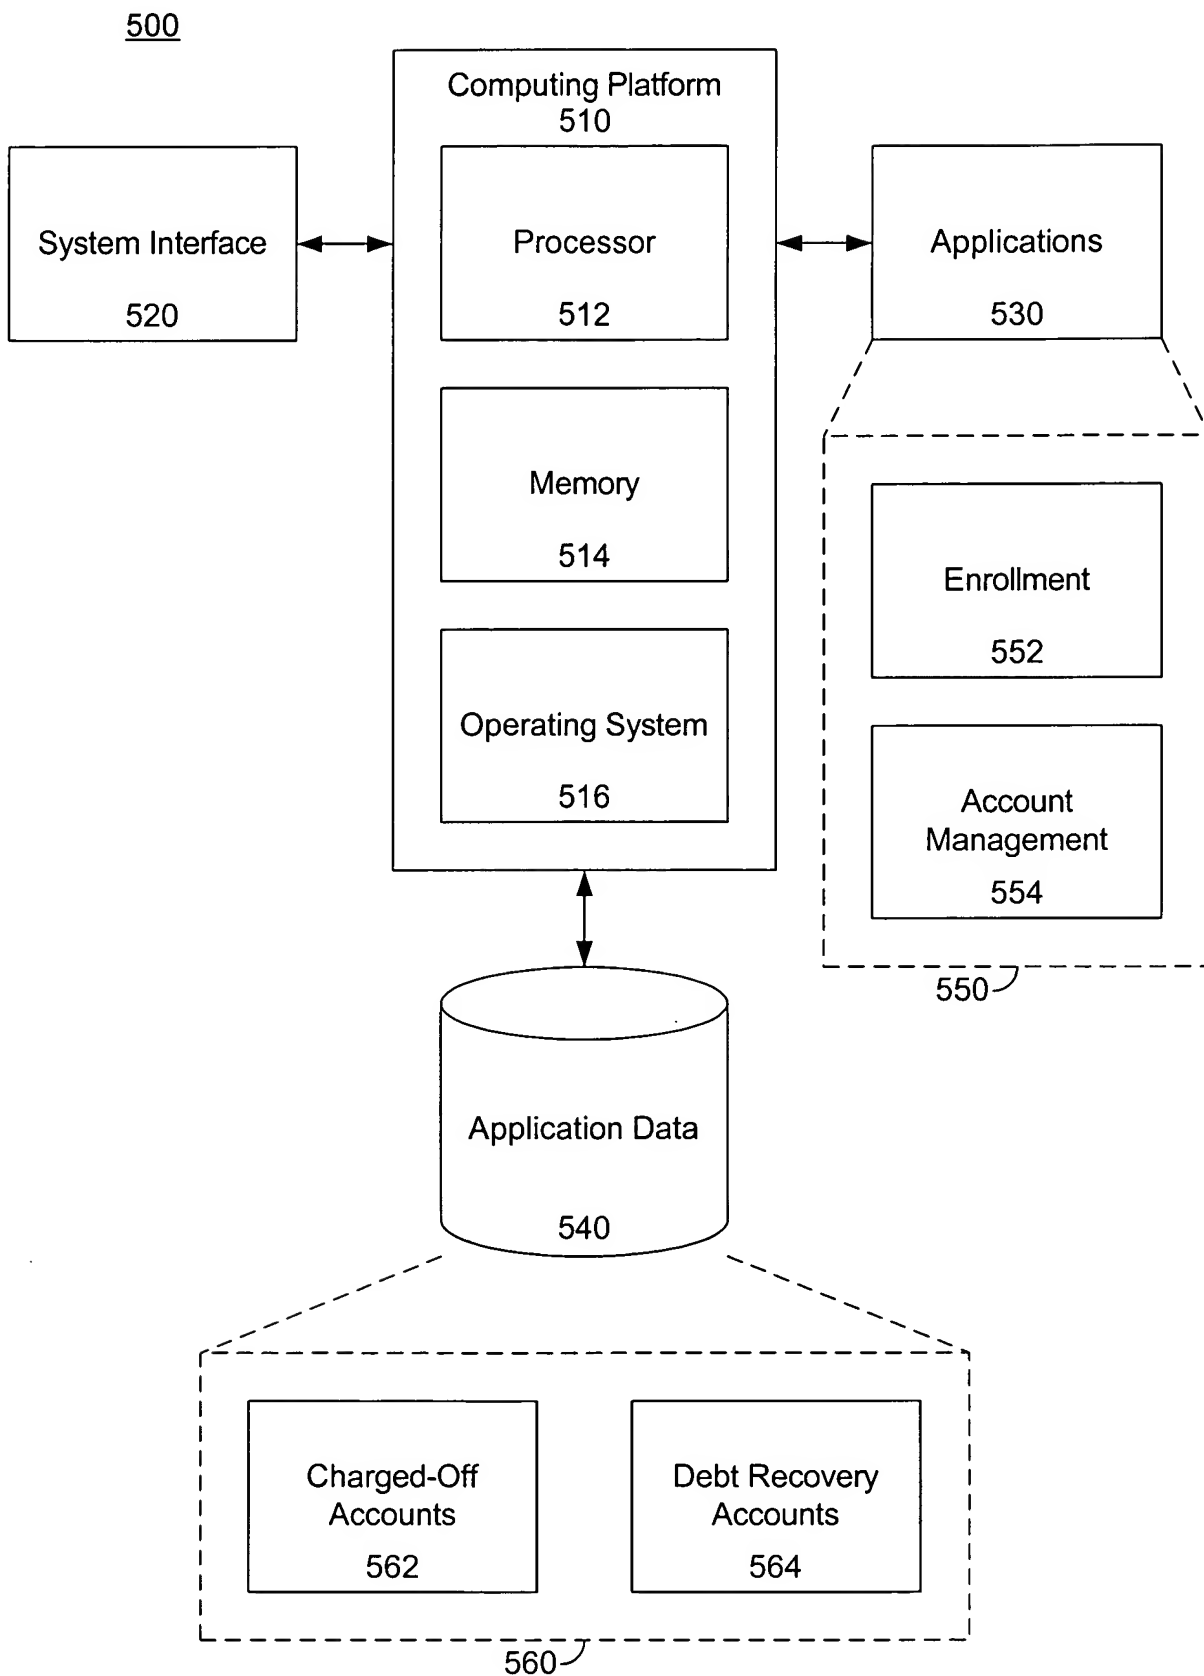 500
Computing Platform
510
System Interface
520
Processor
512
Applications
530
Memory
514
Enrollment
552
Operating System
516
Account
Management
554
550
Application Data
540
Charged-Off
Accounts
562
Debt Recovery
Accounts
564
560